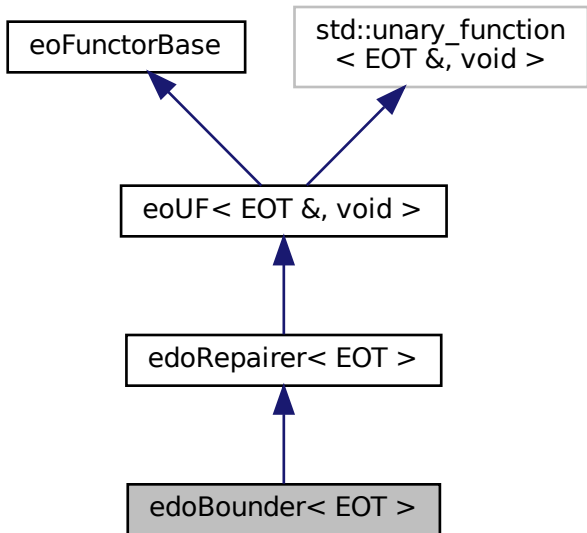 eoFunctorBase
std::unary_function
< EOT &, void >
eoUF< EOT &, void >
edoRepairer< EOT >
edoBounder< EOT >